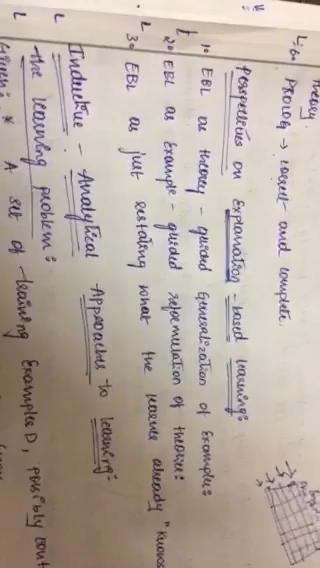 theory.
PROLOG → correct and complete.
Perspectives on Explanation-based learning:
1• EBL as theory-guided Generalization of Examples:
2• EBL as Example-guided reformulation of theories:
3• EBL as just restating what the learner already "knows
Inductive - Analytical Approaches to learning:
The learning problem:
Given: * A set of training Examples D, possibly cont